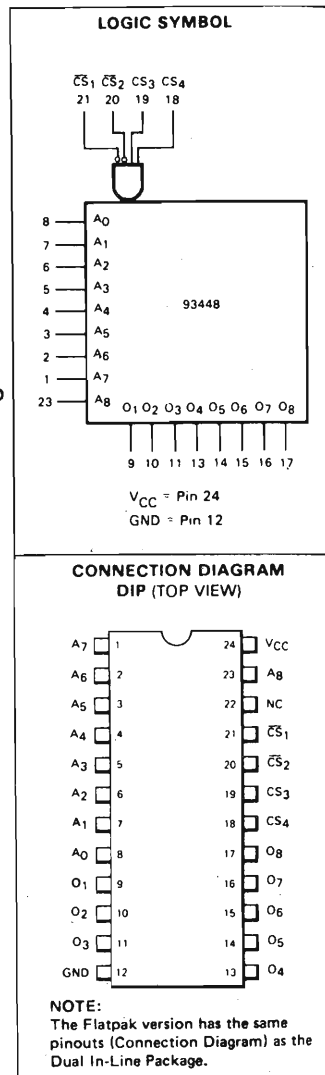 LOGIC SYMBOL
C̅S̅1 C̅S̅2 CS3 CS4
21 20 19 18
8 A0
7 A1
6 A2
5 A3
4 A4
3 A5
2 A6
1 A7
23 A8
93448
O1 O2 O3 O4 O5 O6 O7 O8
9 10 11 13 14 15 16 17
VCC = Pin 24
GND = Pin 12
CONNECTION DIAGRAM
DIP (TOP VIEW)
A7 1 24 VCC
A6 2 23 A8
A5 3 22 NC
A4 4 21 C̅S̅1
A3 5 20 C̅S̅2
A2 6 19 CS3
A1 7 18 CS4
A0 8 17 O8
O1 9 16 O7
O2 10 15 O6
O3 11 14 O5
GND 12 13 O4
NOTE:
The Flatpak version has the same
pinouts (Connection Diagram) as the
Dual In-Line Package.